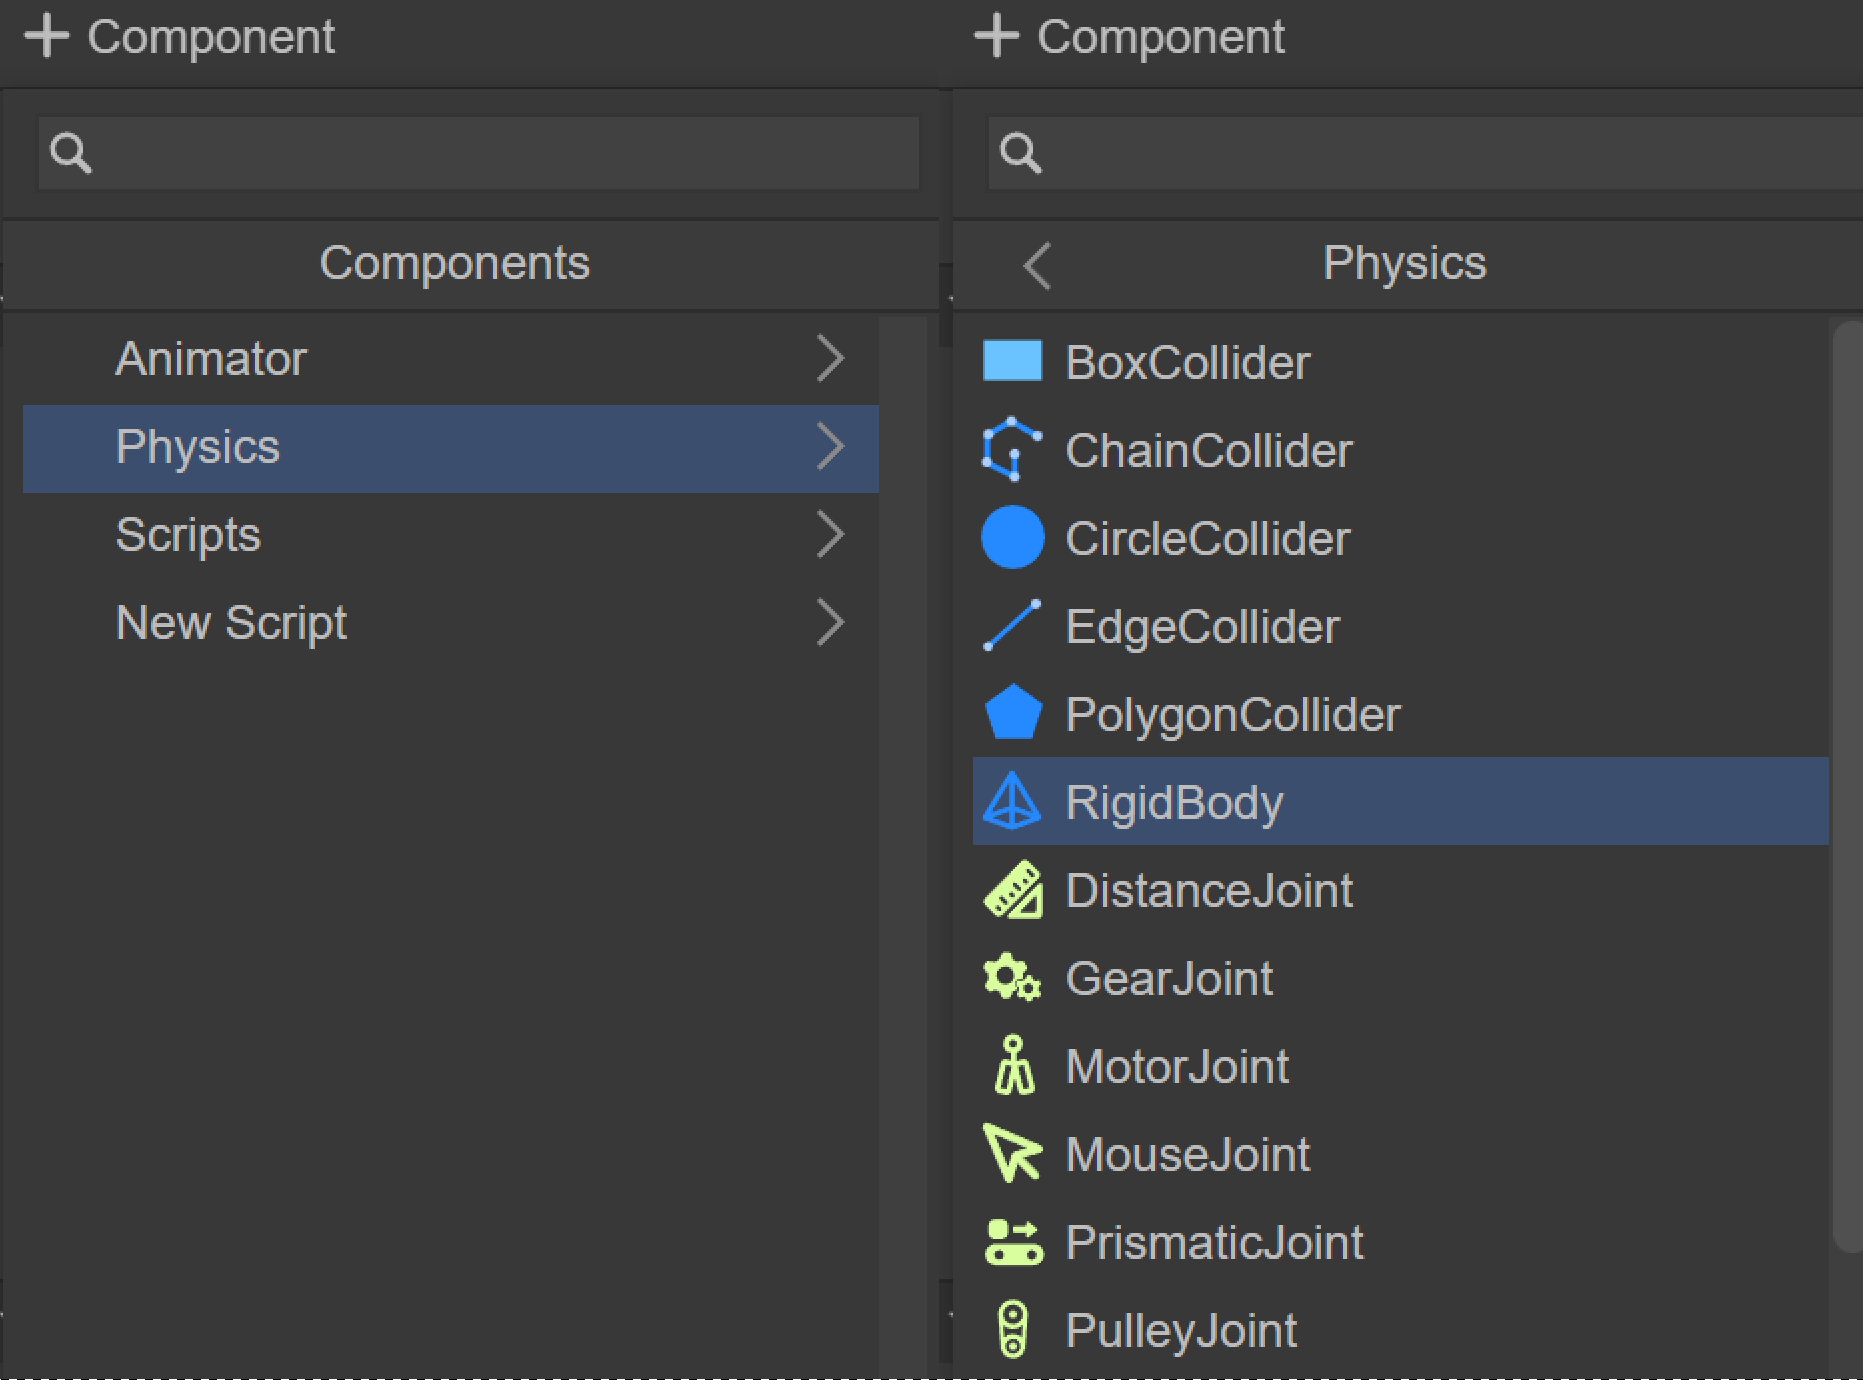 Component
Components
Animator
Physics
Scripts
New Script
Component
Physics
BoxCollider
ChainCollider
CircleCollider
EdgeCollider
PolygonCollider
RigidBody
DistanceJoint
GearJoint
MotorJoint
MouseJoint
PrismaticJoint
PulleyJoint